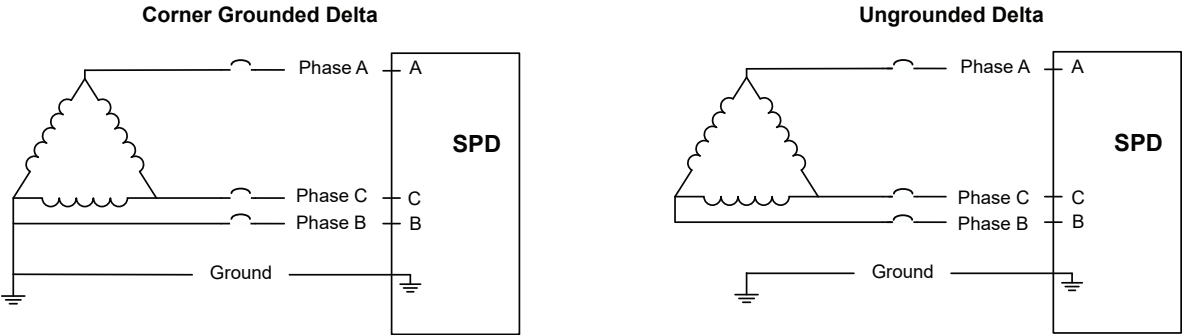 Corner Grounded Delta
Phase A
A
SPD
Phase C
C
Phase B
B
Ground
Ungrounded Delta
Phase A
A
SPD
Phase C
C
Phase B
B
Ground